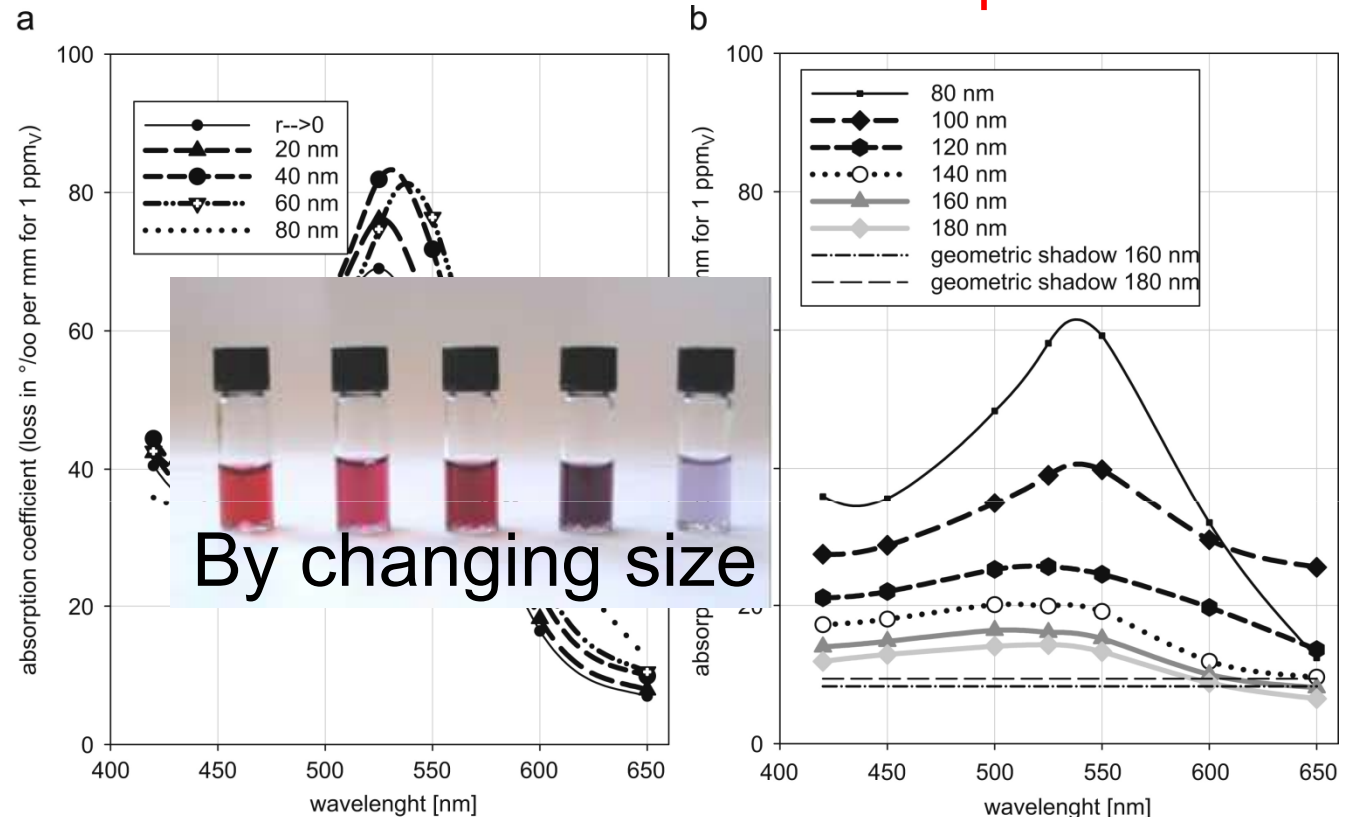 a
absorption coefficient (loss in °/oo per mm for 1 ppmV)
100
80
60
40
20
0
r-->0
20 nm
40 nm
60 nm
80 nm
400 450 500 550 600 650
wavelenght [nm]
By changing size
b
absorp
nm for 1 ppmV)
100
80
20
0
80 nm
100 nm
120 nm
140 nm
160 nm
180 nm
geometric shadow 160 nm
geometric shadow 180 nm
400 450 500 550 600 650
wavelenght [nm]